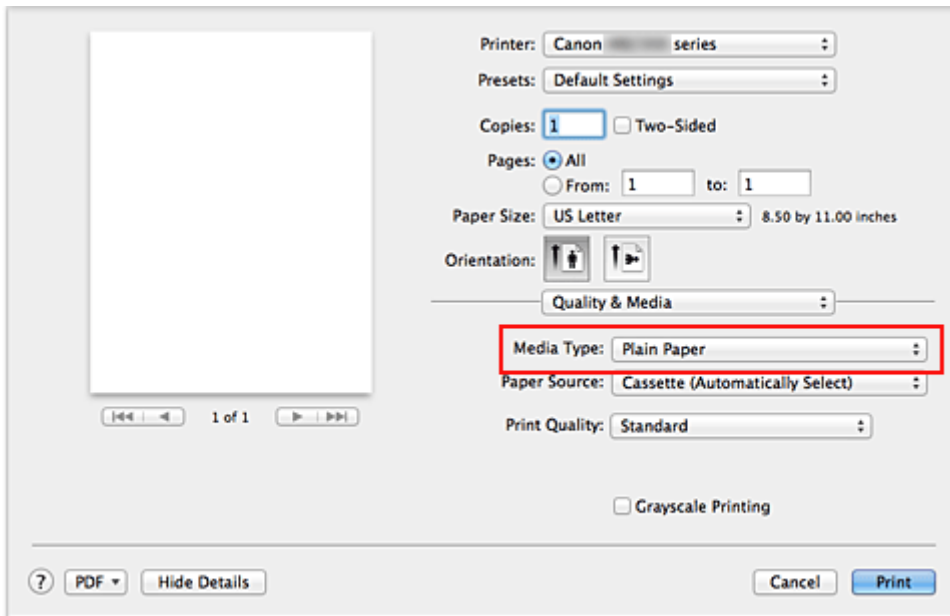 Printer: Canon series
Presets: Default Settings
Copies: 1 Two-Sided
Pages: All
From: 1 to: 1
Paper Size: US Letter 8.50 by 11.00 inches
Orientation:
Quality & Media
Media Type: Plain Paper
Paper Source: Cassette (Automatically Select)
1 of 1
Print Quality: Standard
Grayscale Printing
? PDF Hide Details Cancel Print